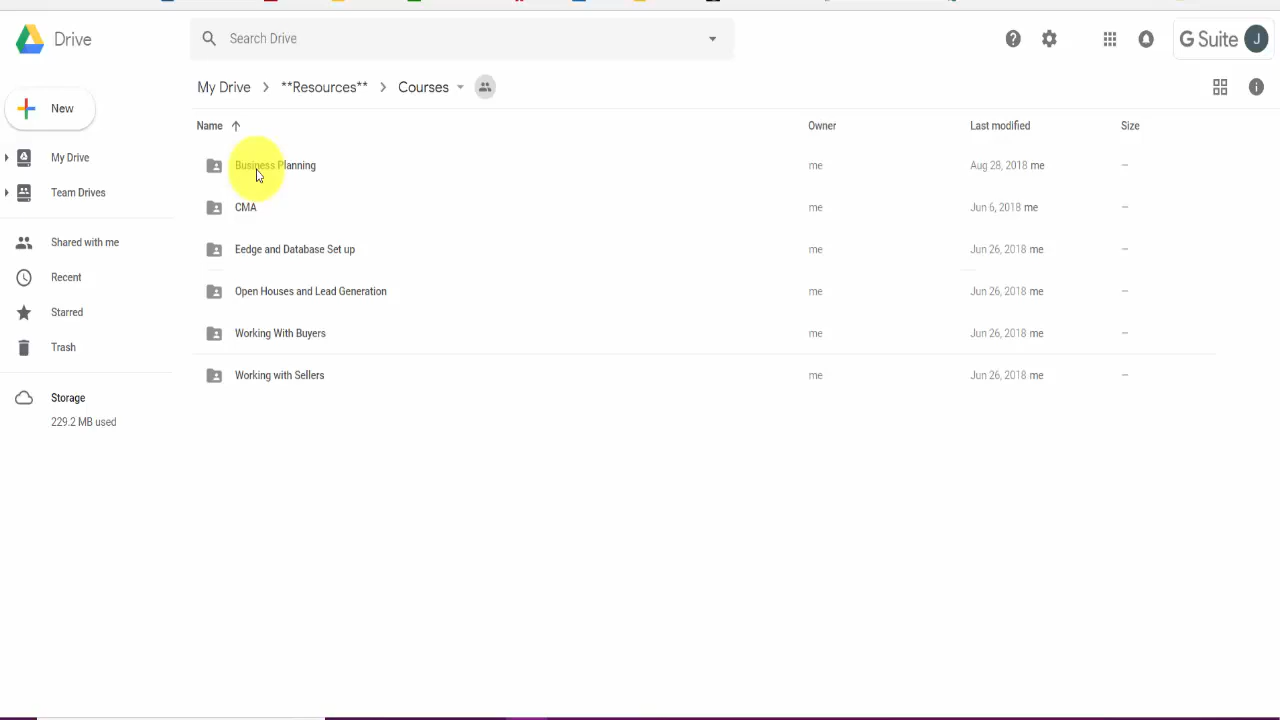 Drive
Search Drive
G Suite J
My Drive **Resources** Courses
New
Name Owner Last modified Size
My Drive
Team Drives
Shared with me
Recent
Starred
Trash
Storage
229.2 MB used
Business Planning me Aug 28, 2018 me –
CMA me Jun 6, 2018 me –
Eedge and Database Set up me Jun 26, 2018 me –
Open Houses and Lead Generation me Jun 26, 2018 me –
Working With Buyers me Jun 26, 2018 me –
Working with Sellers me Jun 26, 2018 me –